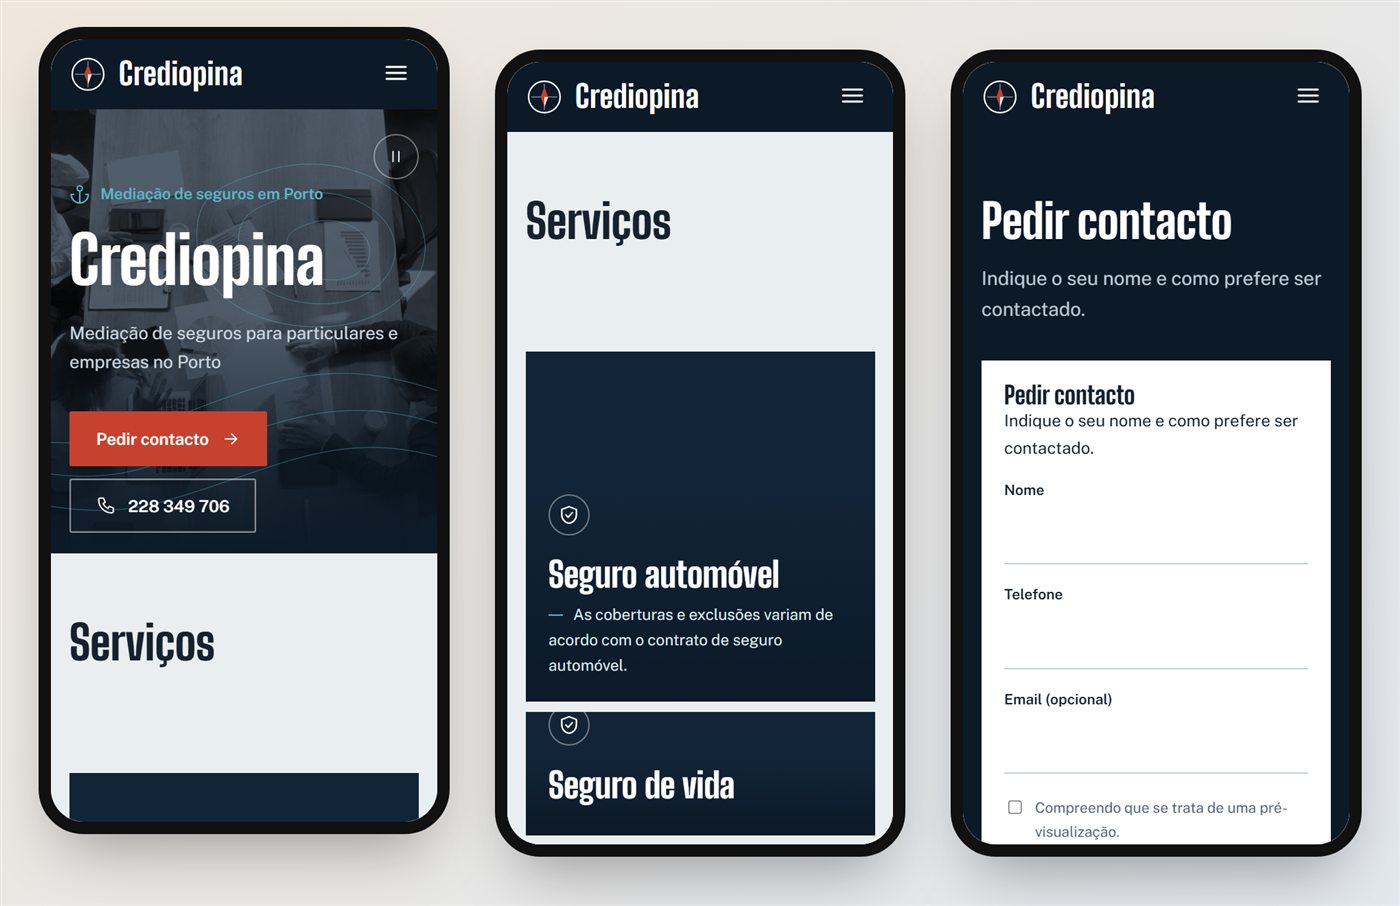 Crediopina
Mediação de seguros em Porto
Crediopina
Mediação de seguros para particulares e
empresas no Porto
Pedir contacto
228 349 706
Serviços
Crediopina
Serviços
Seguro automóvel
— As coberturas e exclusões variam de
acordo com o contrato de seguro
automóvel.
Seguro de vida
Crediopina
Pedir contacto
Indique o seu nome e como prefere ser
contactado.
Pedir contacto
Indique o seu nome e como prefere ser
contactado.
Nome
Telefone
Email (opcional)
Compreendo que se trata de uma pré-
visualização.